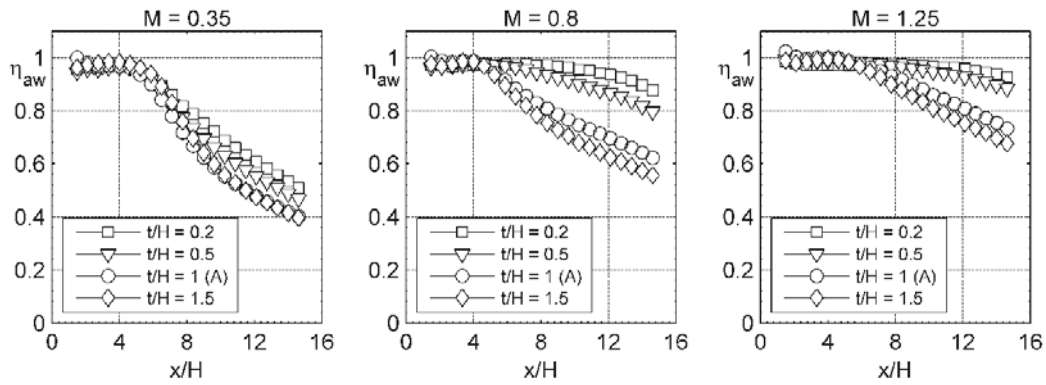 M = 0.35
1
ηaw
0.8
0.6
0.4
0.2
0
t/H = 0.2
t/H = 0.5
t/H = 1 (A)
t/H = 1.5
0 4 8 12 16
x/H
M = 0.8
1
ηaw
0.8
0.6
0.4
0.2
0
t/H = 0.2
t/H = 0.5
t/H = 1 (A)
t/H = 1.5
0 4 8 12 16
x/H
M = 1.25
1
ηaw
0.8
0.6
0.4
0.2
0
t/H = 0.2
t/H = 0.5
t/H = 1 (A)
t/H = 1.5
0 4 8 12 16
x/H